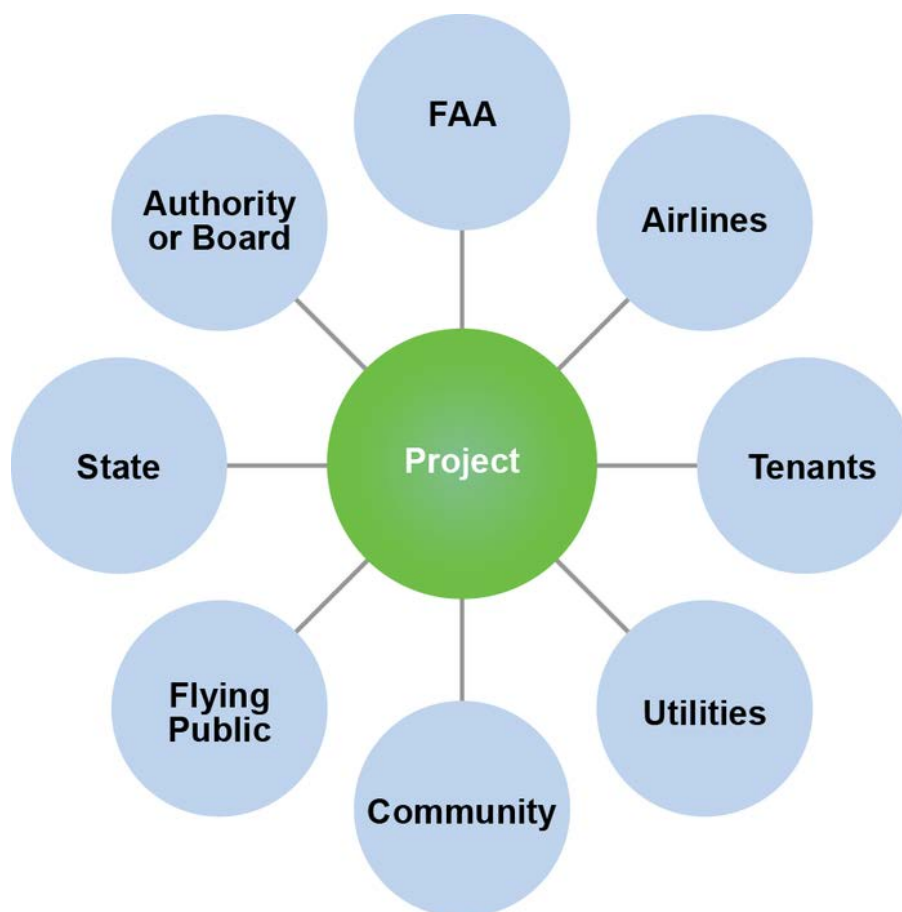 FAA
Authority
or Board
Airlines
State
Project
Tenants
Flying
Public
Utilities
Community